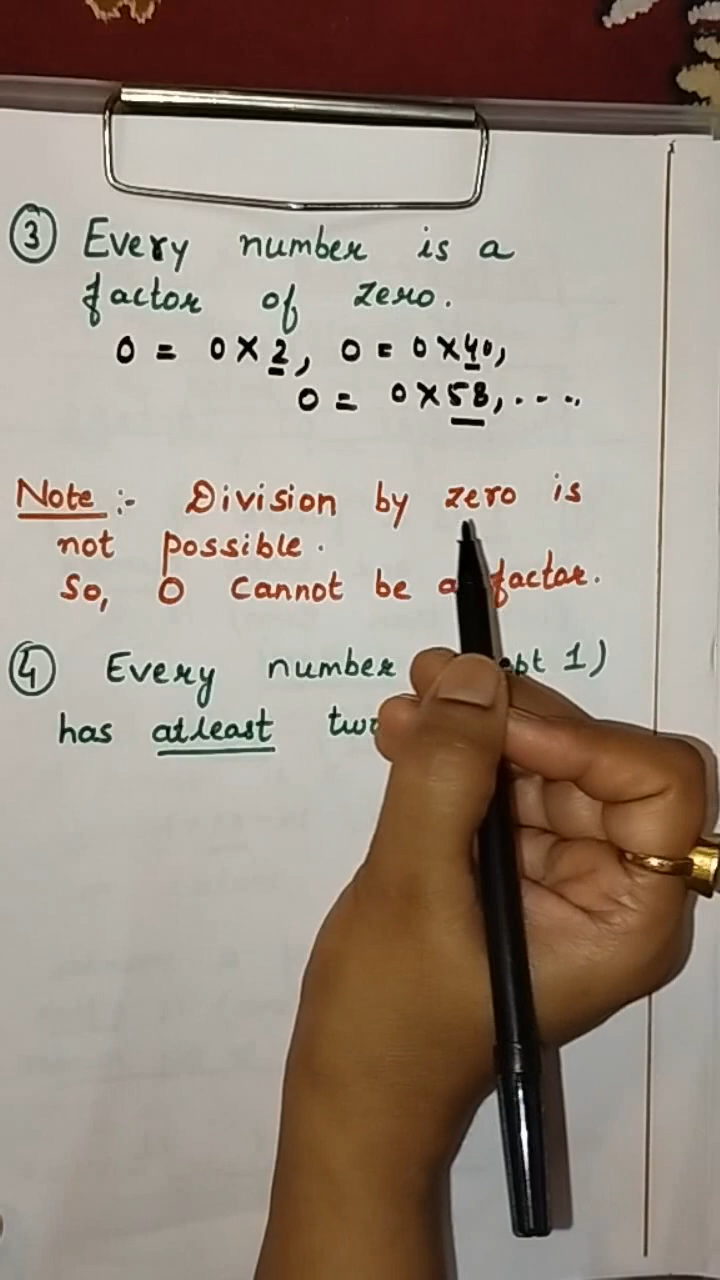 ③ Every number is a
factor of zero.
0 = 0×2, 0 = 0×40,
0 = 0×58, ....
Note :- Division by zero is
not possible.
So, 0 cannot be a factor.
④ Every number 1)
has atleast